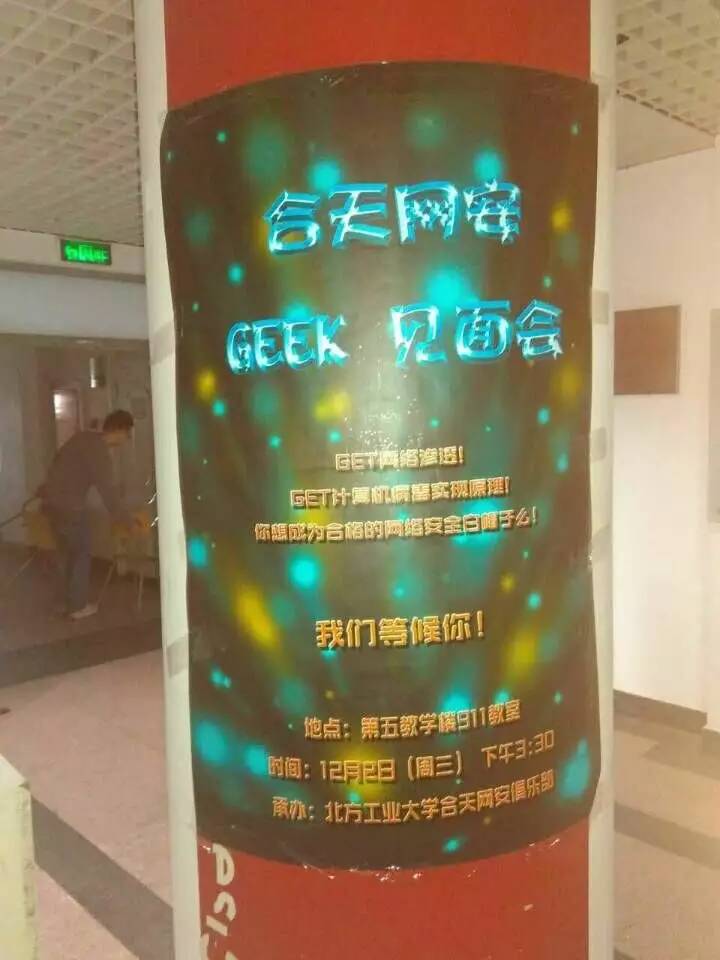 合天网安
GEEK 见面会
GET网络渗透!
GET计算机病毒实现原理!
你想成为合格的网络安全白帽子么!
我们等候你!
地点：第五教学楼911教室
时间：12月2日（周三） 下午3:30
承办：北方工业大学合天网安俱乐部